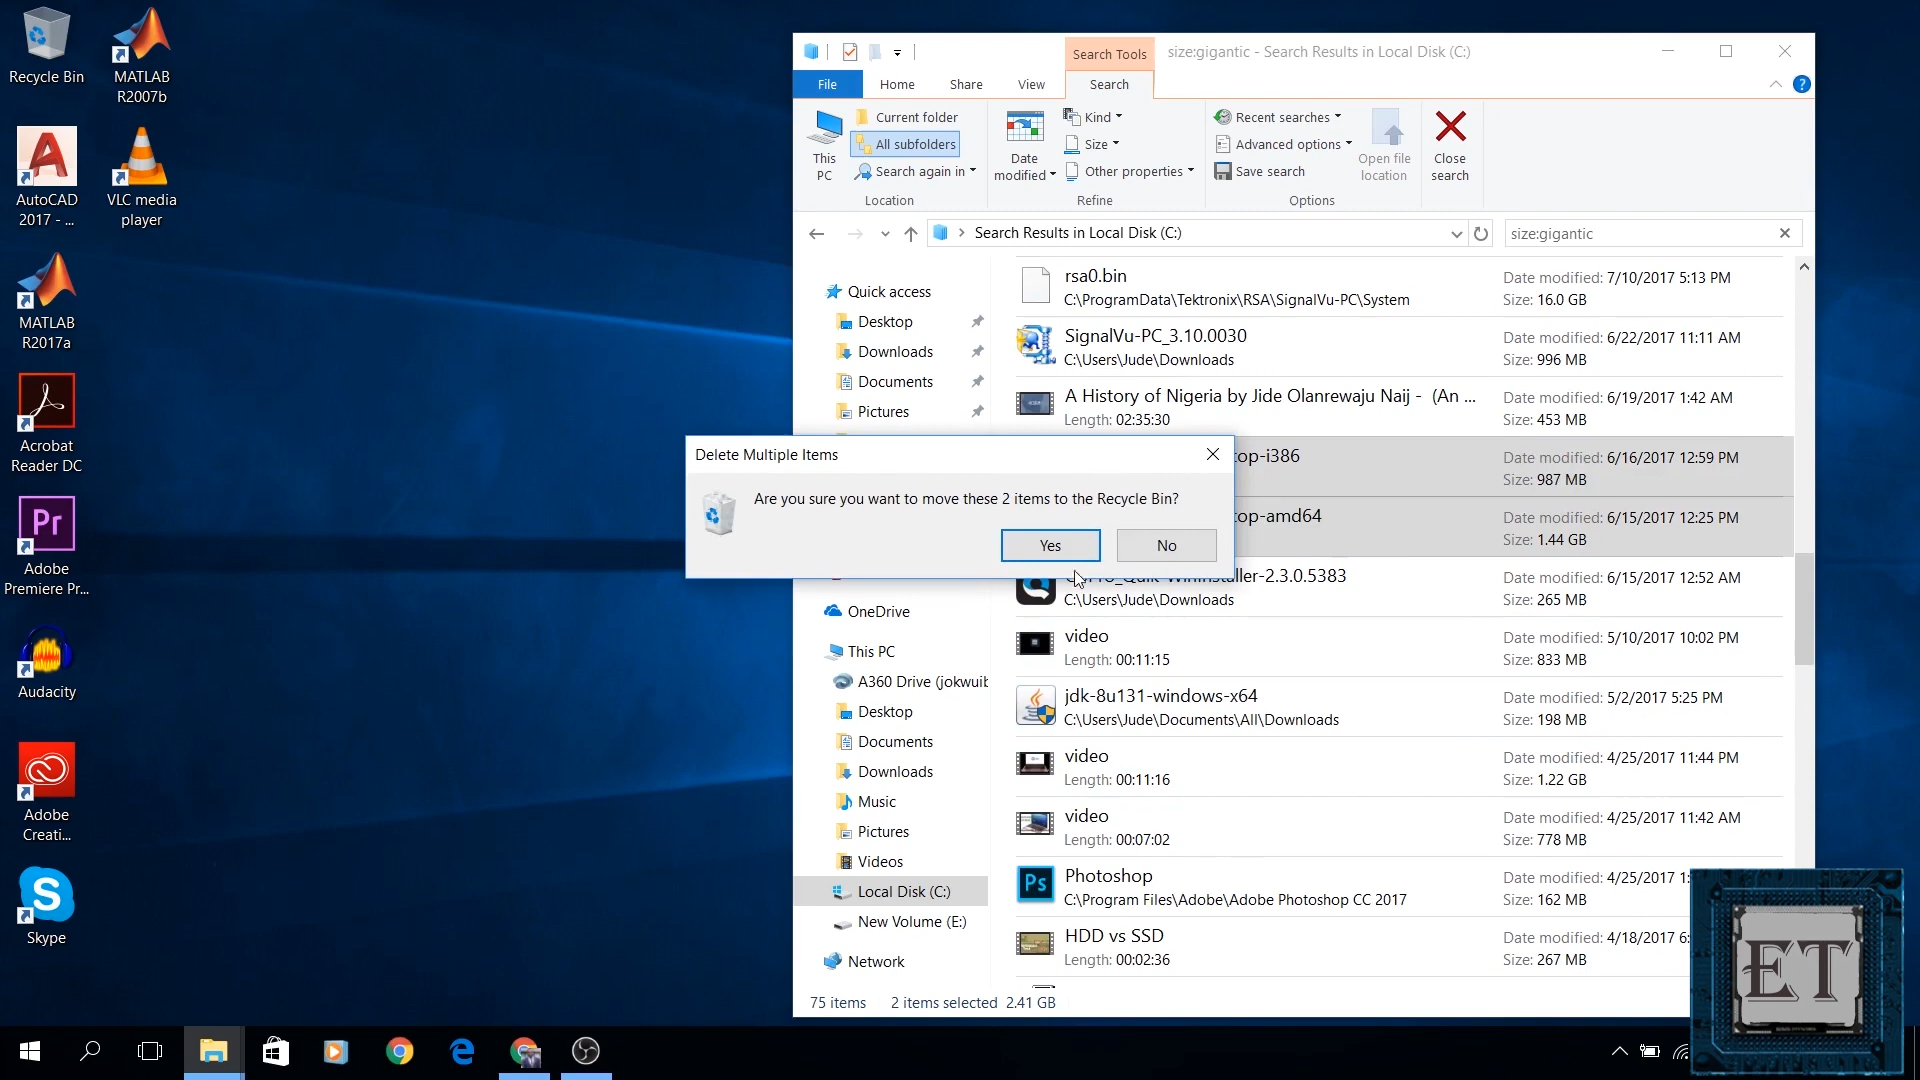 Recycle Bin
MATLAB
R2007b
AutoCAD
2017 - ...
VLC media
player
MATLAB
R2017a
Acrobat
Reader DC
Pr
Adobe
Premiere Pr...
Audacity
Adobe
Creati...
S
Skype
Search Tools
size:gigantic - Search Results in Local Disk (C:)
File
Home
Share
View
Search
?
This
PC
Current folder
All subfolders
Search again in
Location
Date
modified
Kind
Size
Other properties
Refine
Recent searches
Advanced options
Save search
Options
Open file
location
Close
search
Search Results in Local Disk (C:)
size:gigantic
Quick access
Desktop
Downloads
Documents
Pictures
OneDrive
This PC
A360 Drive (jokwuib
Desktop
Documents
Downloads
Music
Pictures
Videos
Local Disk (C:)
New Volume (E:)
Network
rsa0.bin
C:\ProgramData\Tektronix\RSA\SignalVu-PC\System
Date modified: 7/10/2017 5:13 PM
Size: 16.0 GB
SignalVu-PC_3.10.0030
C:\Users\Jude\Downloads
Date modified: 6/22/2017 11:11 AM
Size: 996 MB
A History of Nigeria by Jide Olanrewaju Naij -  (An ...
Length: 02:35:30
Date modified: 6/19/2017 1:42 AM
Size: 453 MB
top-i386
Date modified: 6/16/2017 12:59 PM
Size: 987 MB
top-amd64
Date modified: 6/15/2017 12:25 PM
Size: 1.44 GB
Delete Multiple Items
Are you sure you want to move these 2 items to the Recycle Bin?
Yes
No
C:\Users\Jude\Downloads
Date modified: 6/15/2017 12:52 AM
Size: 265 MB
video
Length: 00:11:15
Date modified: 5/10/2017 10:02 PM
Size: 833 MB
jdk-8u131-windows-x64
C:\Users\Jude\Documents\All\Downloads
Date modified: 5/2/2017 5:25 PM
Size: 198 MB
video
Length: 00:11:16
Date modified: 4/25/2017 11:44 PM
Size: 1.22 GB
video
Length: 00:07:02
Date modified: 4/25/2017 11:42 AM
Size: 778 MB
Ps
Photoshop
C:\Program Files\Adobe\Adobe Photoshop CC 2017
Date modified: 4/25/2017 1:
Size: 162 MB
HDD vs SSD
Length: 00:02:36
Date modified: 4/18/2017 6:
Size: 267 MB
75 items
2 items selected 2.41 GB
ET